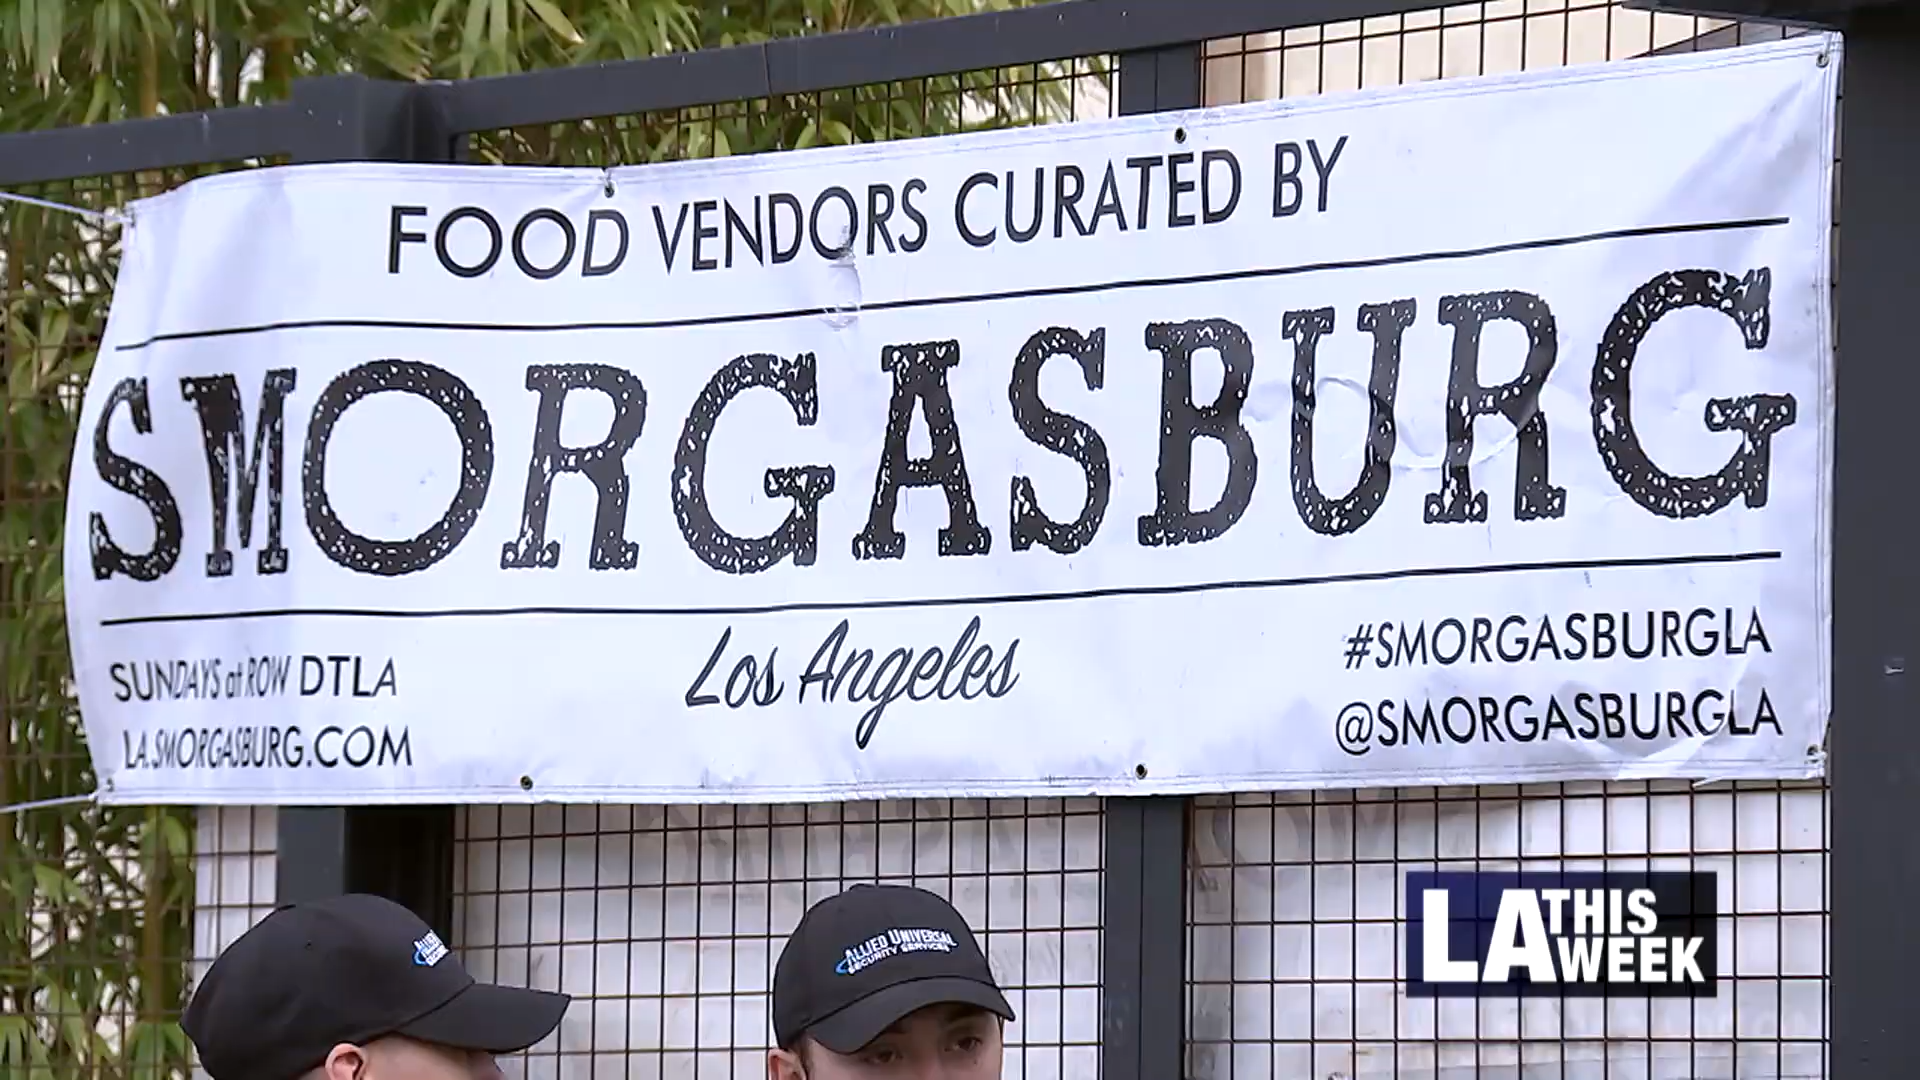 FOOD VENDORS CURATED BY
SMORGASBURG
Los Angeles
SUNDAYS at ROW DTLA
LA.SMORGASBURG.COM
#SMORGASBURGLA
@SMORGASBURGLA
ALLIED UNIVERSAL
SECURITY SERVICES
LA THIS WEEK